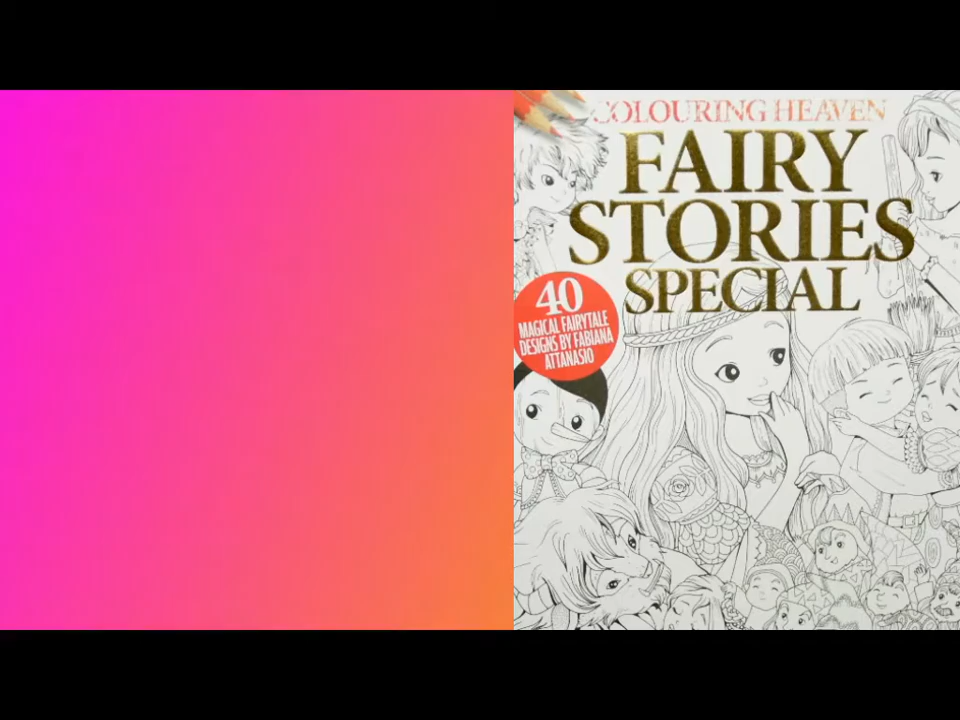 COLOURING HEAVEN
FAIRY
STORIES
SPECIAL
40
MAGICAL FAIRYTALE
DESIGNS BY FABIANA
ATTANASIO